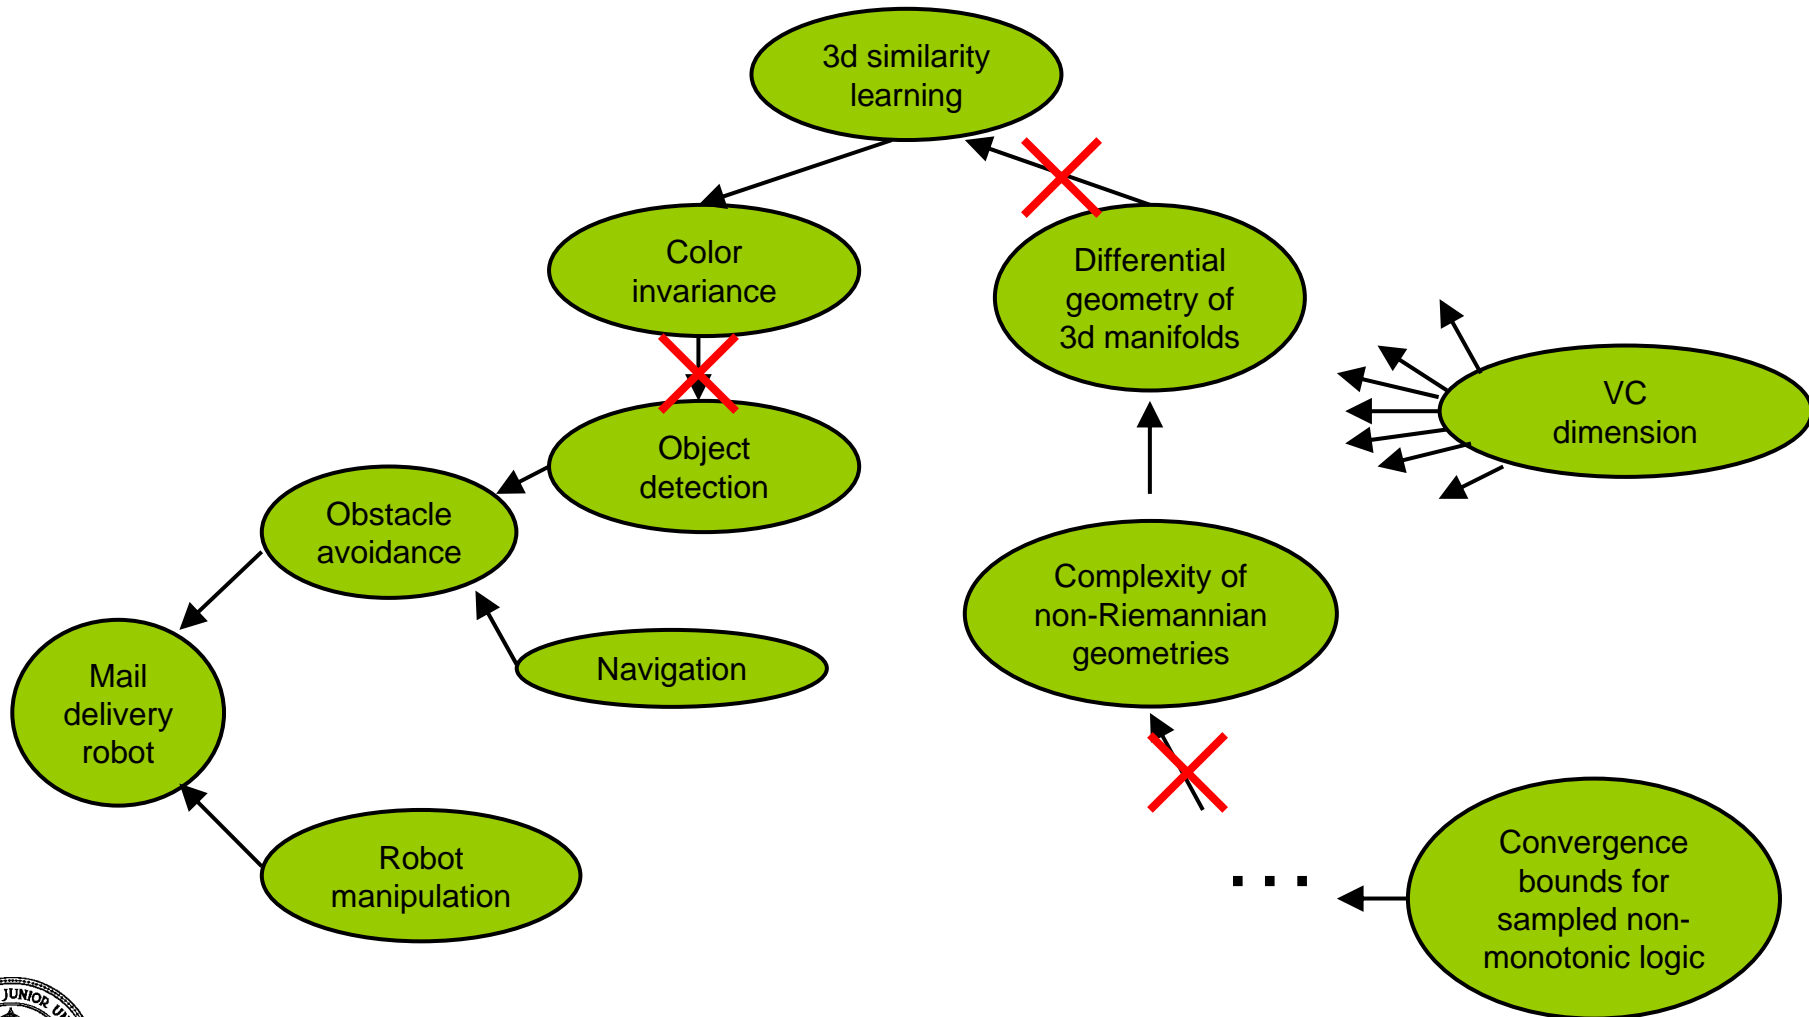 3d similarity
learning
Color
invariance
Differential
geometry of
3d manifolds
VC
dimension
Object
detection
Obstacle
avoidance
Complexity of
non-Riemannian
geometries
Navigation
Mail
delivery
robot
Robot
manipulation
...
Convergence
bounds for
sampled non-
monotonic logic
JUNIOR